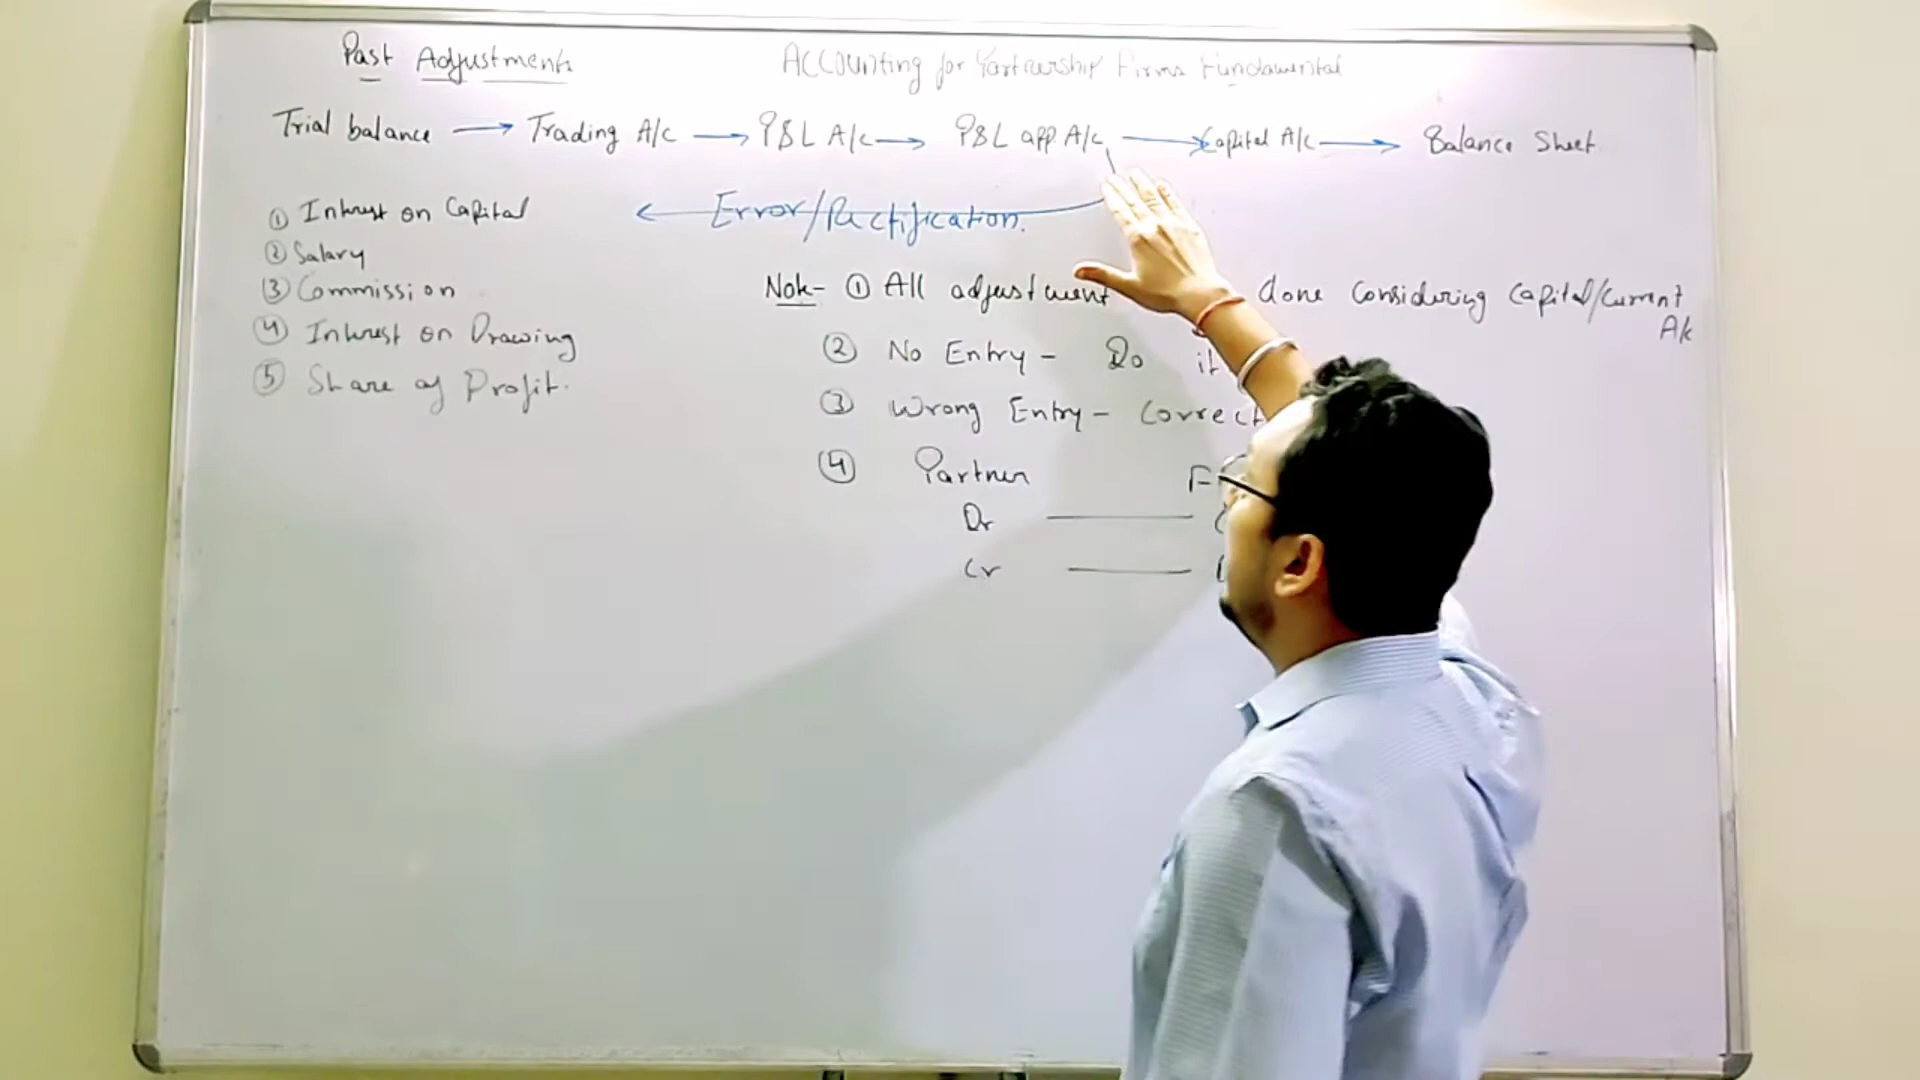 Past Adjustments
Accounting for Partnership Firms Fundamental
Trial balance → Trading A/c → P&L A/c → P&L app. A/c → Capital A/c → Balance Sheet
← Error/Rectification.
① Intrest on Capital
② Salary
③ Commission
④ Intrest on Drawing
⑤ Share of Profit.
Note- ① All adjustment done Considering Capital/Current A/c
② No Entry - Do it
③ Wrong Entry - Correct
④ Partner F
Dr
Cr